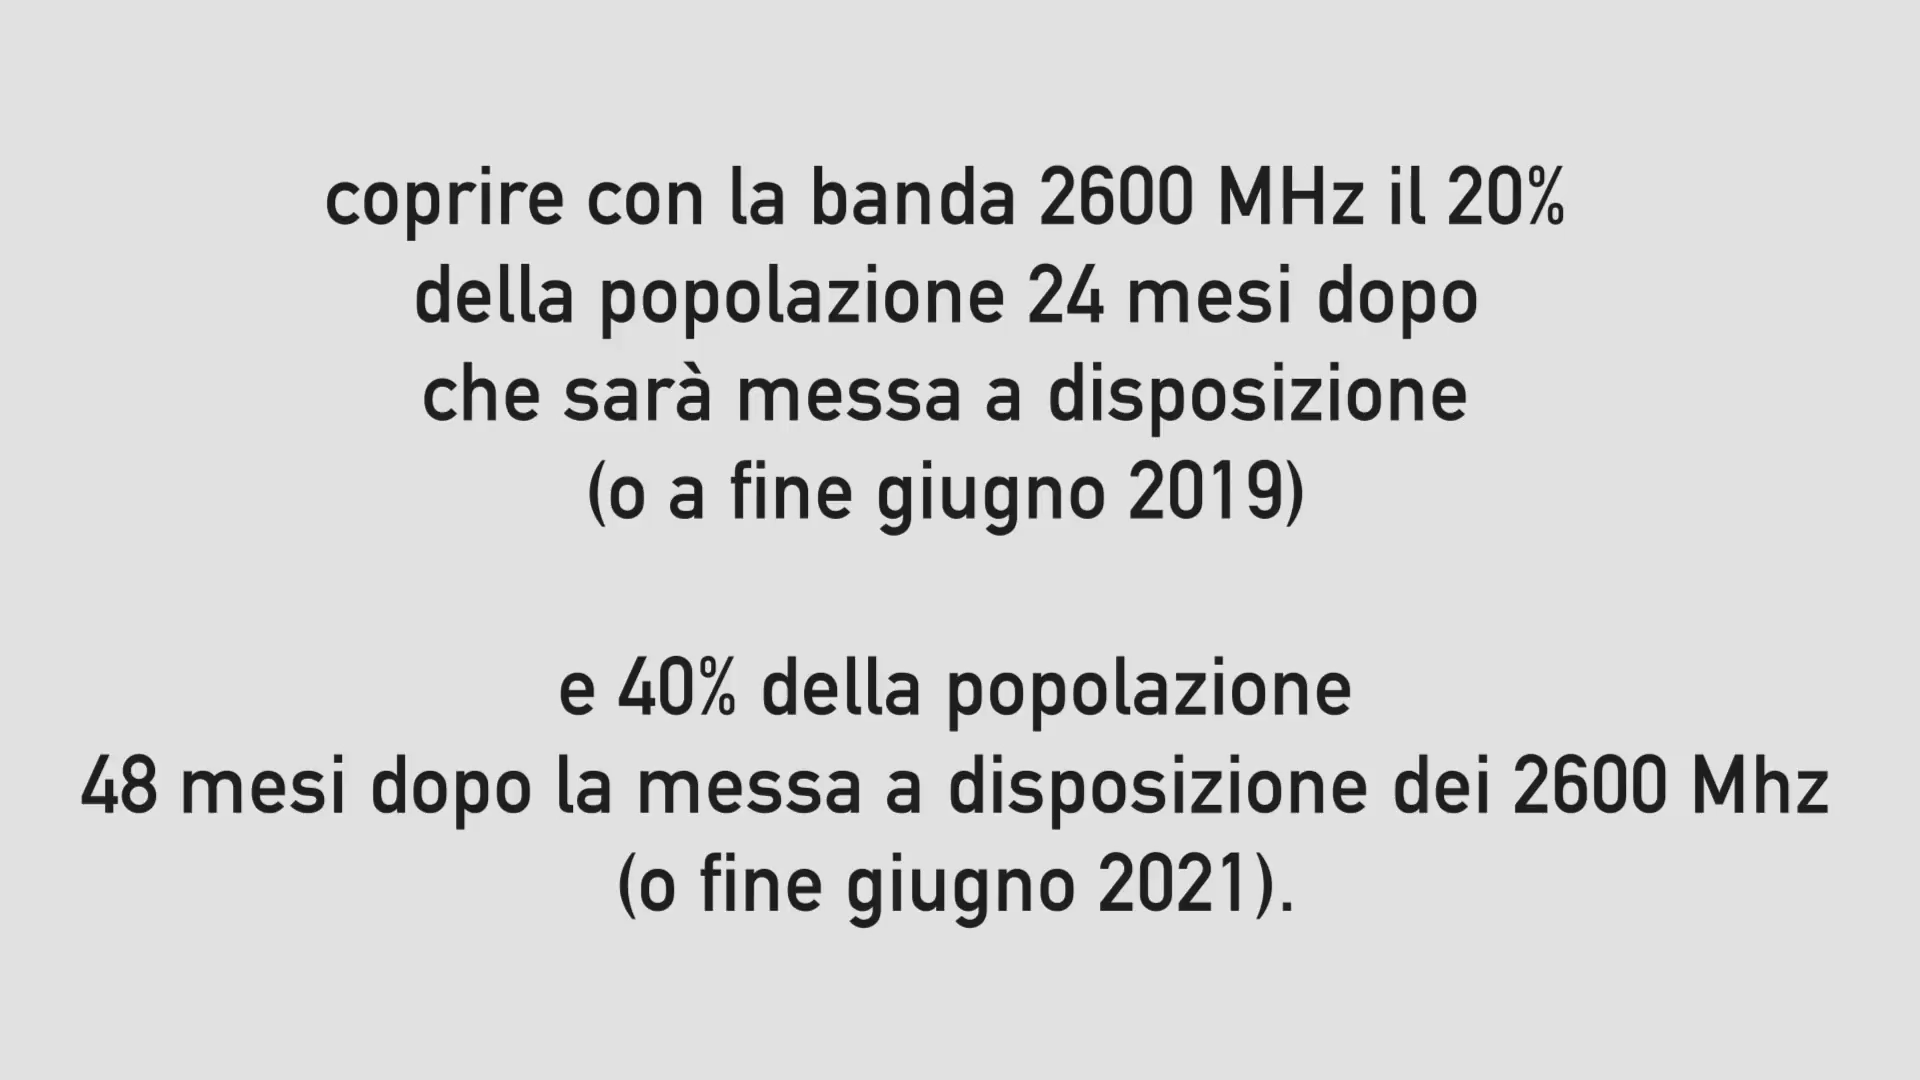 coprire con la banda 2600 MHz il 20%
della popolazione 24 mesi dopo
che sarà messa a disposizione
(o a fine giugno 2019)
e 40% della popolazione
48 mesi dopo la messa a disposizione dei 2600 Mhz
(o fine giugno 2021).